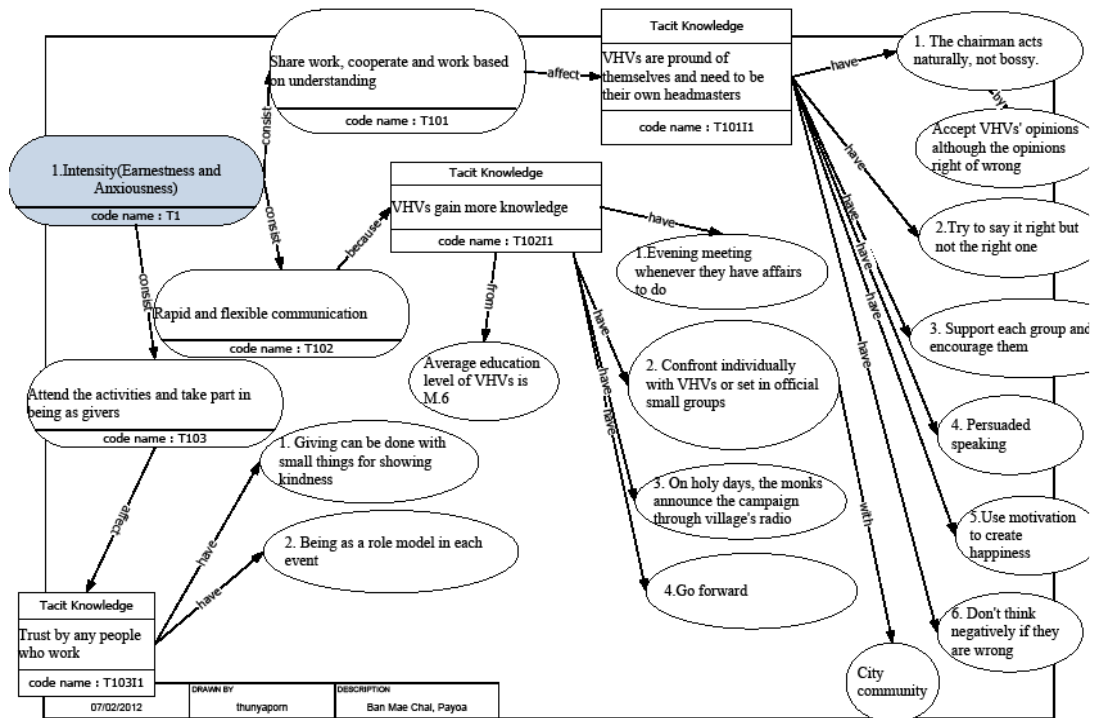 Tacit Knowledge
VHVs are pround of
themselves and need to be
their own headmasters
code name : T101I1
Share work, cooperate and work based
on understanding
code name : T101
affect
consist
have
1. The chairman acts
naturally, not bossy.
by
Accept VHVs' opinions
although the opinions
right of wrong
have
2.Try to say it right but
not the right one
have
3. Support each group and
encourage them
have
4. Persuaded
speaking
have
5.Use motivation
to create
happiness
have
6. Don't think
negatively if they
are wrong
1.Intensity(Earnestness and
Anxiousness)
code name : T1
consist
because
Tacit Knowledge
VHVs gain more knowledge
code name : T102I1
have
1.Evening meeting
whenever they have affairs
to do
Rapid and flexible communication
code name : T102
consist
from
Average education
level of VHVs is
M.6
have
2. Confront individually
with VHVs or set in official
small groups
have
3. On holy days, the monks
announce the campaign
through village's radio
have
4.Go forward
with
City
community
Attend the activities and take part in
being as givers
code name : T103
affect
have
1. Giving can be done with
small things for showing
kindness
have
2. Being as a role model in each
event
Tacit Knowledge
Trust by any people
who work
code name : T103I1
DRAWN BY
DESCRIPTION
07/02/2012
thunyaporn
Ban Mae Chai, Payoa